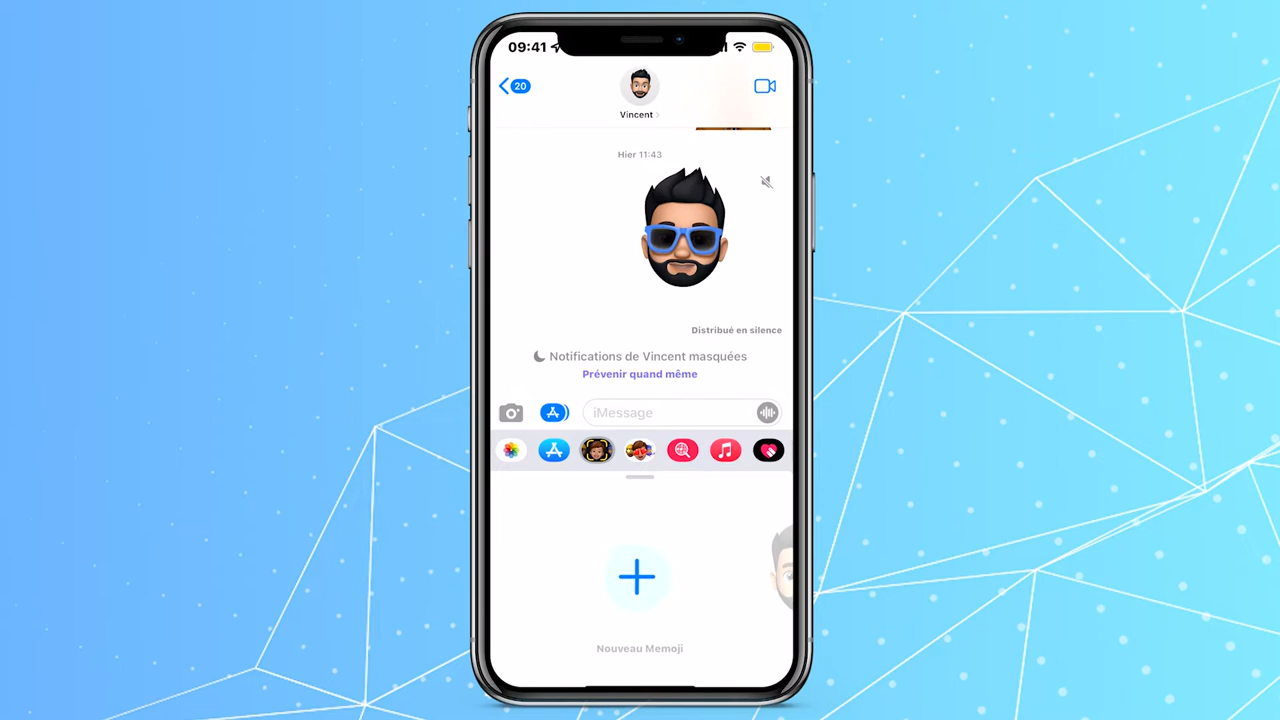 09:41
20
Vincent
Hier 11:43
Distribué en silence
Notifications de Vincent masquées
Prévenir quand même
iMessage
Nouveau Memoji